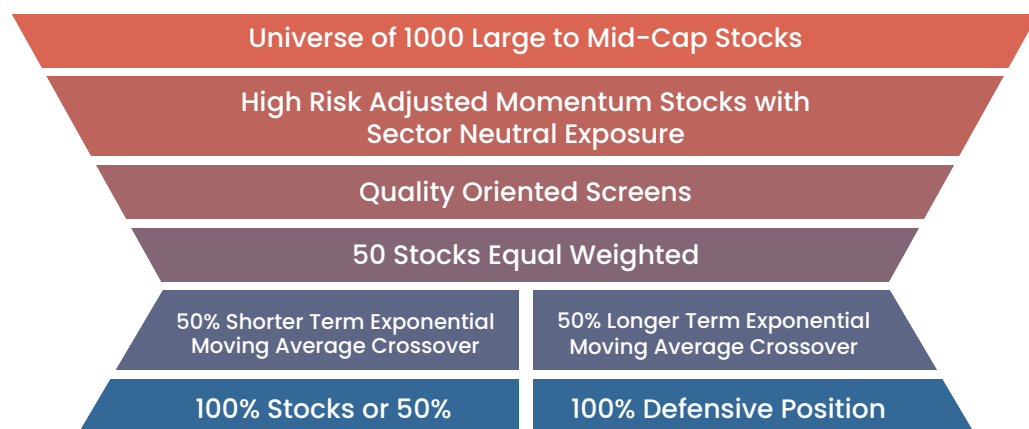 Universe of 1000 Large to Mid-Cap Stocks
High Risk Adjusted Momentum Stocks with
Sector Neutral Exposure
Quality Oriented Screens
50 Stocks Equal Weighted
50% Shorter Term Exponential
Moving Average Crossover
50% Longer Term Exponential
Moving Average Crossover
100% Stocks or 50%
100% Defensive Position